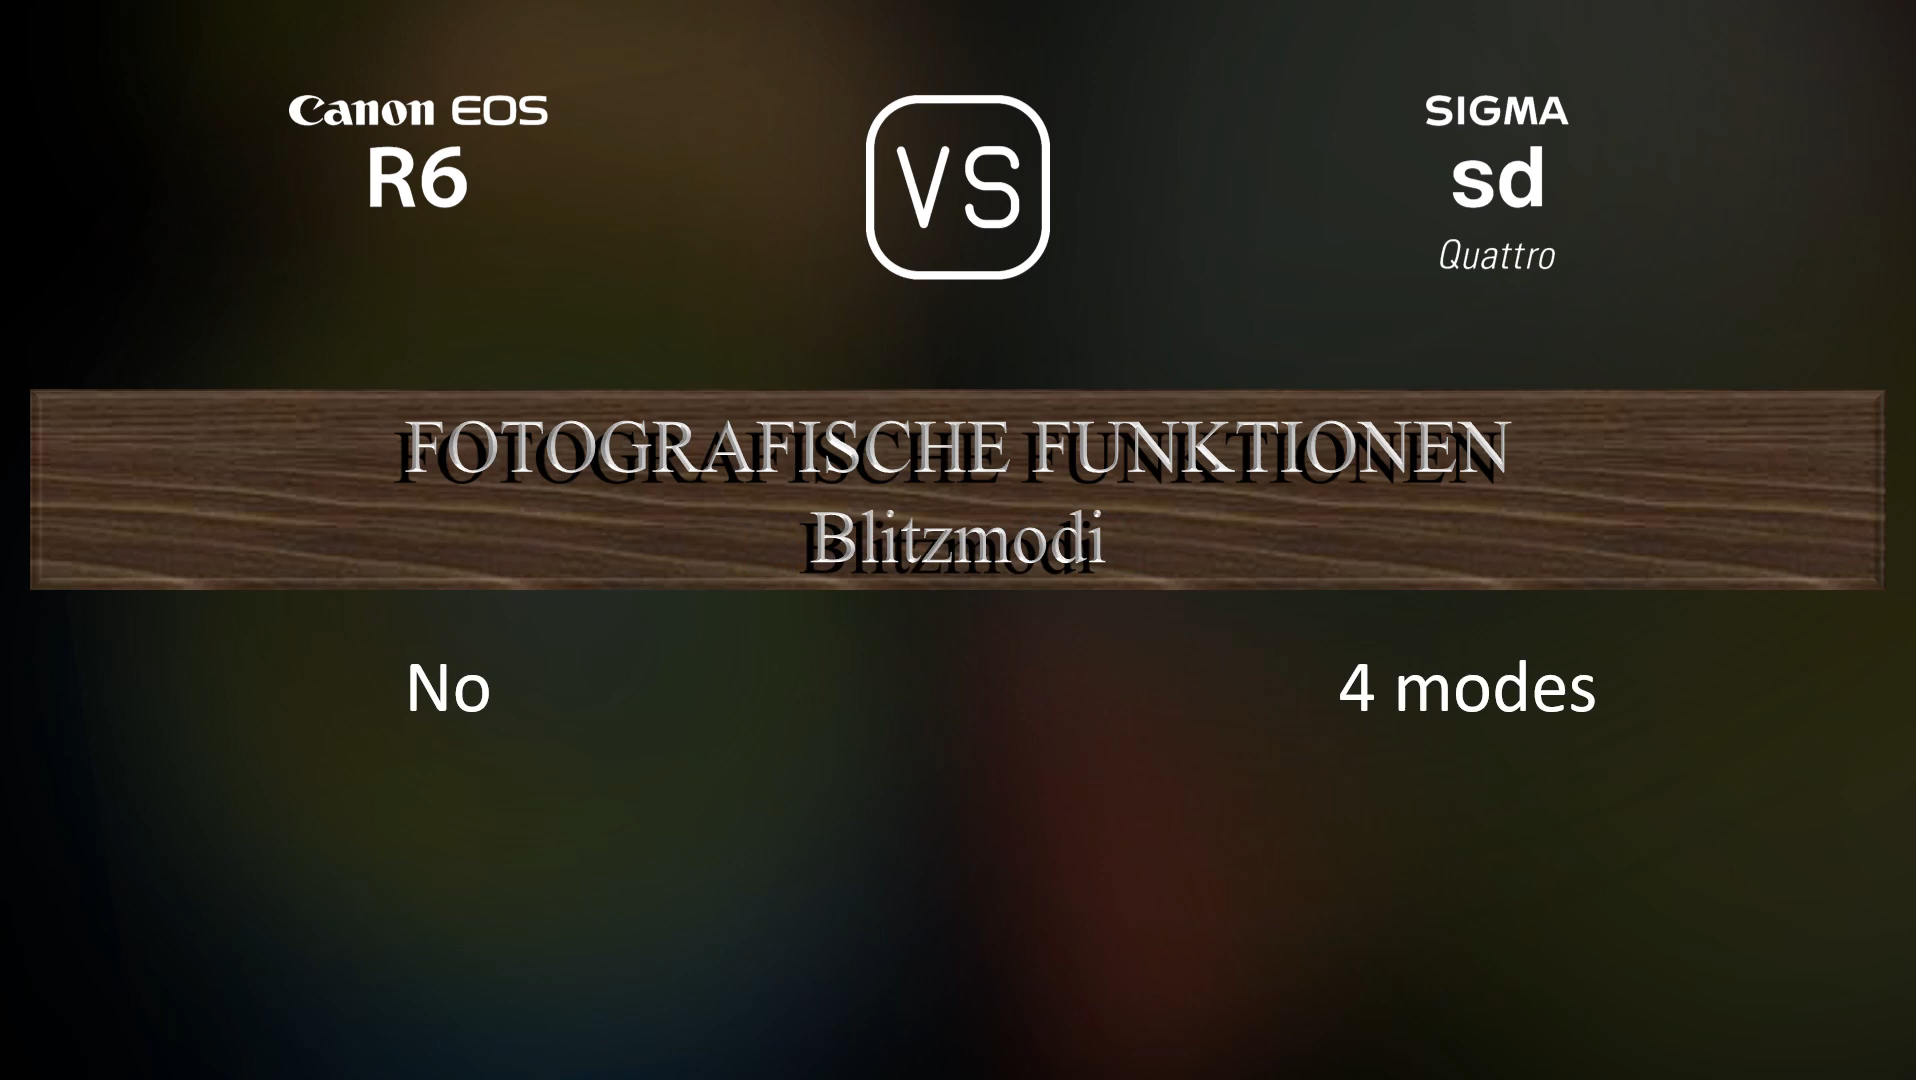 Canon EOS
R6
VS
SIGMA
sd
Quattro
FOTOGRAFISCHE FUNKTIONEN
Blitzmodi
No
4 modes